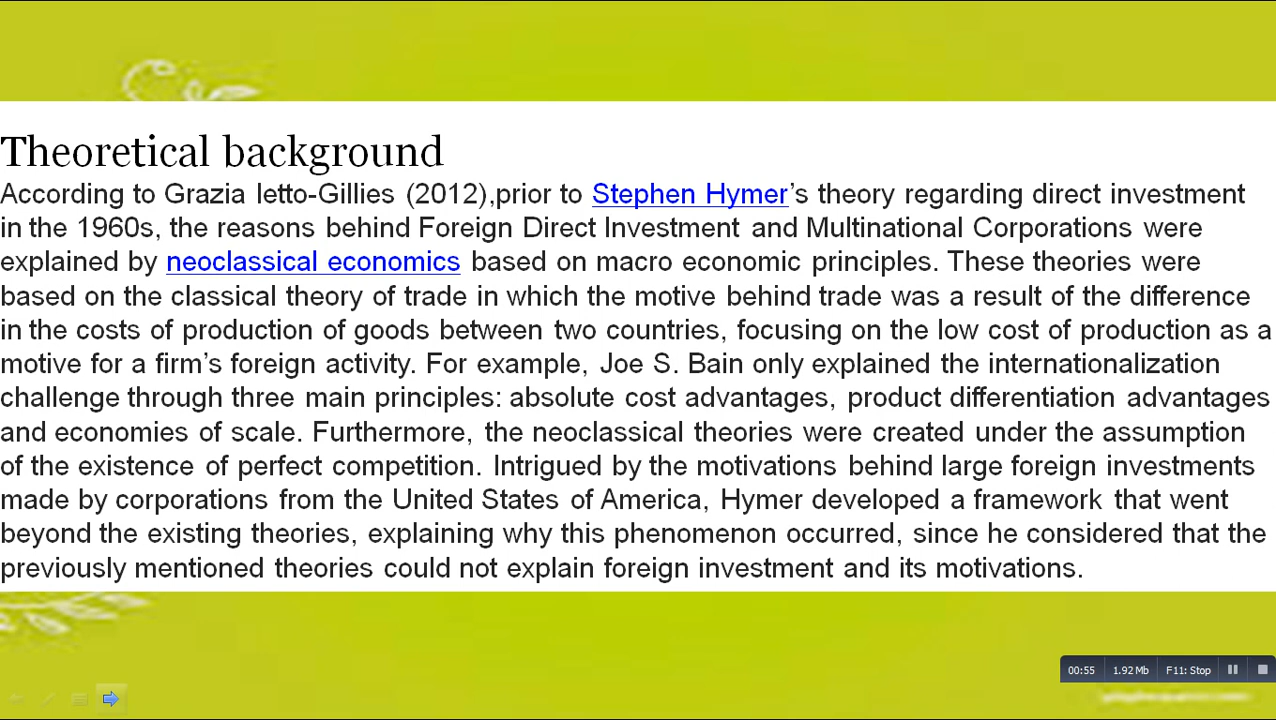 Theoretical background
According to Grazia Ietto-Gillies (2012),prior to Stephen Hymer’s theory regarding direct investment
in the 1960s, the reasons behind Foreign Direct Investment and Multinational Corporations were
explained by neoclassical economics based on macro economic principles. These theories were
based on the classical theory of trade in which the motive behind trade was a result of the difference
in the costs of production of goods between two countries, focusing on the low cost of production as a
motive for a firm’s foreign activity. For example, Joe S. Bain only explained the internationalization
challenge through three main principles: absolute cost advantages, product differentiation advantages
and economies of scale. Furthermore, the neoclassical theories were created under the assumption
of the existence of perfect competition. Intrigued by the motivations behind large foreign investments
made by corporations from the United States of America, Hymer developed a framework that went
beyond the existing theories, explaining why this phenomenon occurred, since he considered that the
previously mentioned theories could not explain foreign investment and its motivations.
00:55 1.92 Mb F11: Stop